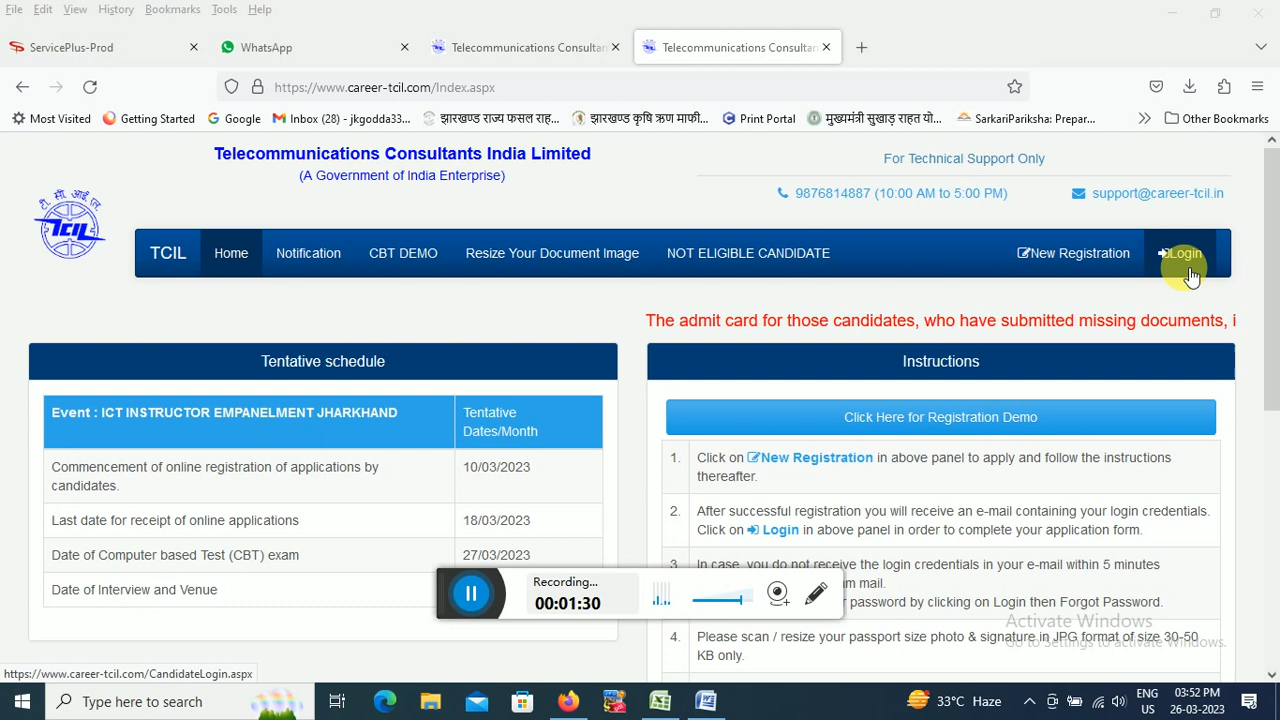 File Edit View History Bookmarks Tools Help
ServicePlus-Prod
WhatsApp
Telecommunications Consultan
Telecommunications Consultant
https://www.career-tcil.com/Index.aspx
Most Visited
Getting Started
Google
Inbox (28) - jkgodda33...
झारखण्ड राज्य फसल राह...
झारखण्ड कृषि ऋण माफी...
Print Portal
मुख्यमंत्री सुखाड़ राहत यो...
SarkariPariksha: Prepar...
Other Bookmarks
Telecommunications Consultants India Limited
(A Government of India Enterprise)
For Technical Support Only
9876814887 (10:00 AM to 5:00 PM)
support@career-tcil.in
टी. सी. आई. एल.
TCIL
TCIL Home Notification CBT DEMO Resize Your Document Image NOT ELIGIBLE CANDIDATE New Registration Login
The admit card for those candidates, who have submitted missing documents, i
Tentative schedule
Event : ICT INSTRUCTOR EMPANELMENT JHARKHAND
Tentative
Dates/Month
Commencement of online registration of applications by
candidates.
10/03/2023
Last date for receipt of online applications
18/03/2023
Date of Computer based Test (CBT) exam
27/03/2023
Date of Interview and Venue
Instructions
Click Here for Registration Demo
1. Click on New Registration in above panel to apply and follow the instructions
thereafter.
2. After successful registration you will receive an e-mail containing your login credentials.
Click on Login in above panel in order to complete your application form.
3. In case, you do not receive the login credentials in your e-mail within 5 minutes
am mail.
password by clicking on Login then Forgot Password.
4. Please scan / resize your passport size photo & signature in JPG format of size 30-50
KB only.
Recording...
00:01:30
Activate Windows
Go to Settings to activate Windows.
https://www.career-tcil.com/CandidateLogin.aspx
Type here to search
33°C Haze
ENG
US
03:52 PM
26-03-2023